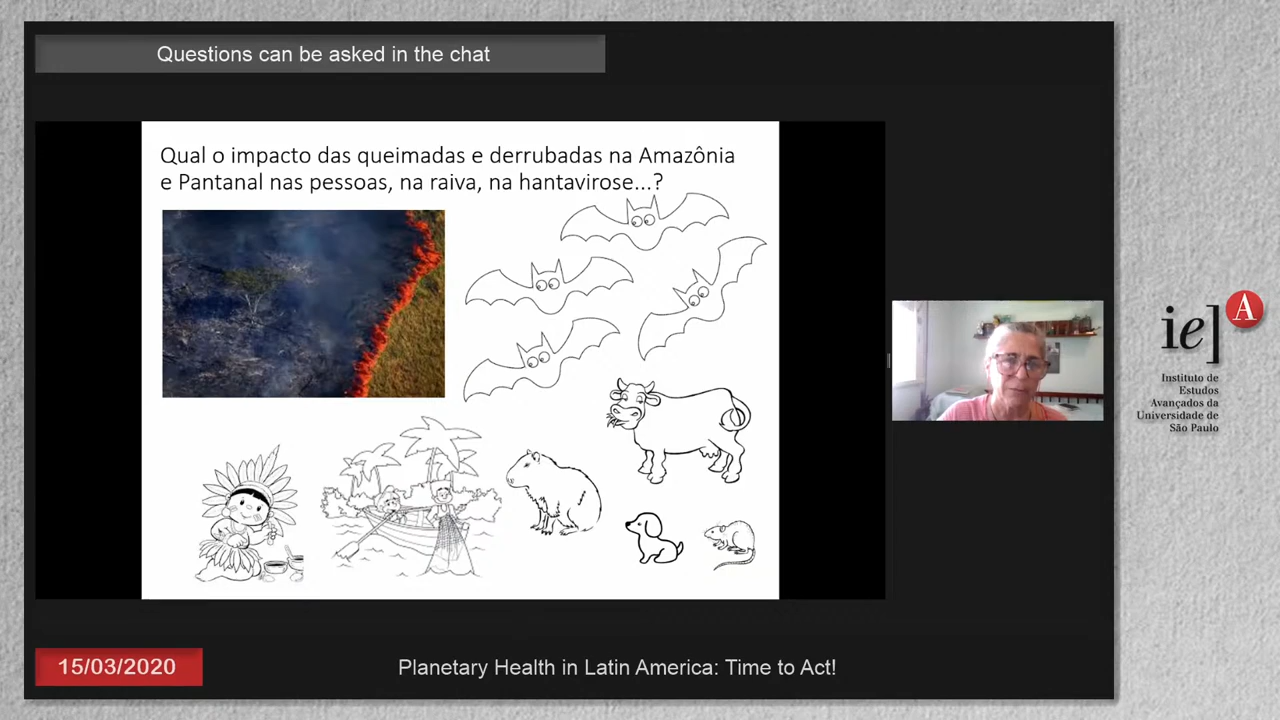 Questions can be asked in the chat
Qual o impacto das queimadas e derrubadas na Amazônia
e Pantanal nas pessoas, na raiva, na hantavirose...?
ie] A
Instituto de
Estudos
Avançados da
Universidade de
São Paulo
15/03/2020
Planetary Health in Latin America: Time to Act!